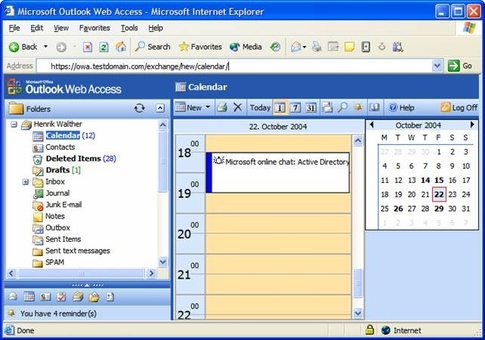 Microsoft Outlook Web Access - Microsoft Internet Explorer
File Edit View Favorites Tools Help
Back Search Favorites Media
Address https://owa.testdomain.com/exchange/hew/calendar/ Go
Microsoft Office
Outlook Web Access
Calendar
Folders
New Today 1 7 31 Help Log Off
Henrik Walther
Calendar (12)
Contacts
Deleted Items (28)
Drafts [1]
Inbox
Journal
Junk E-mail
Notes
Outbox
Sent Items
Sent text messages
SPAM
You have 4 reminder(s)
22. October 2004
18 00
Microsoft online chat: Active Directory
19 00
20 00
21 00
22 00
October 2004
M T W T F S S
27 28 29 30 1 2 3
4 5 6 7 8 9 10
11 12 13 14 15 16 17
18 19 20 21 22 23 24
25 26 27 28 29 30 31
1 2 3 4 5 6 7
Done Internet